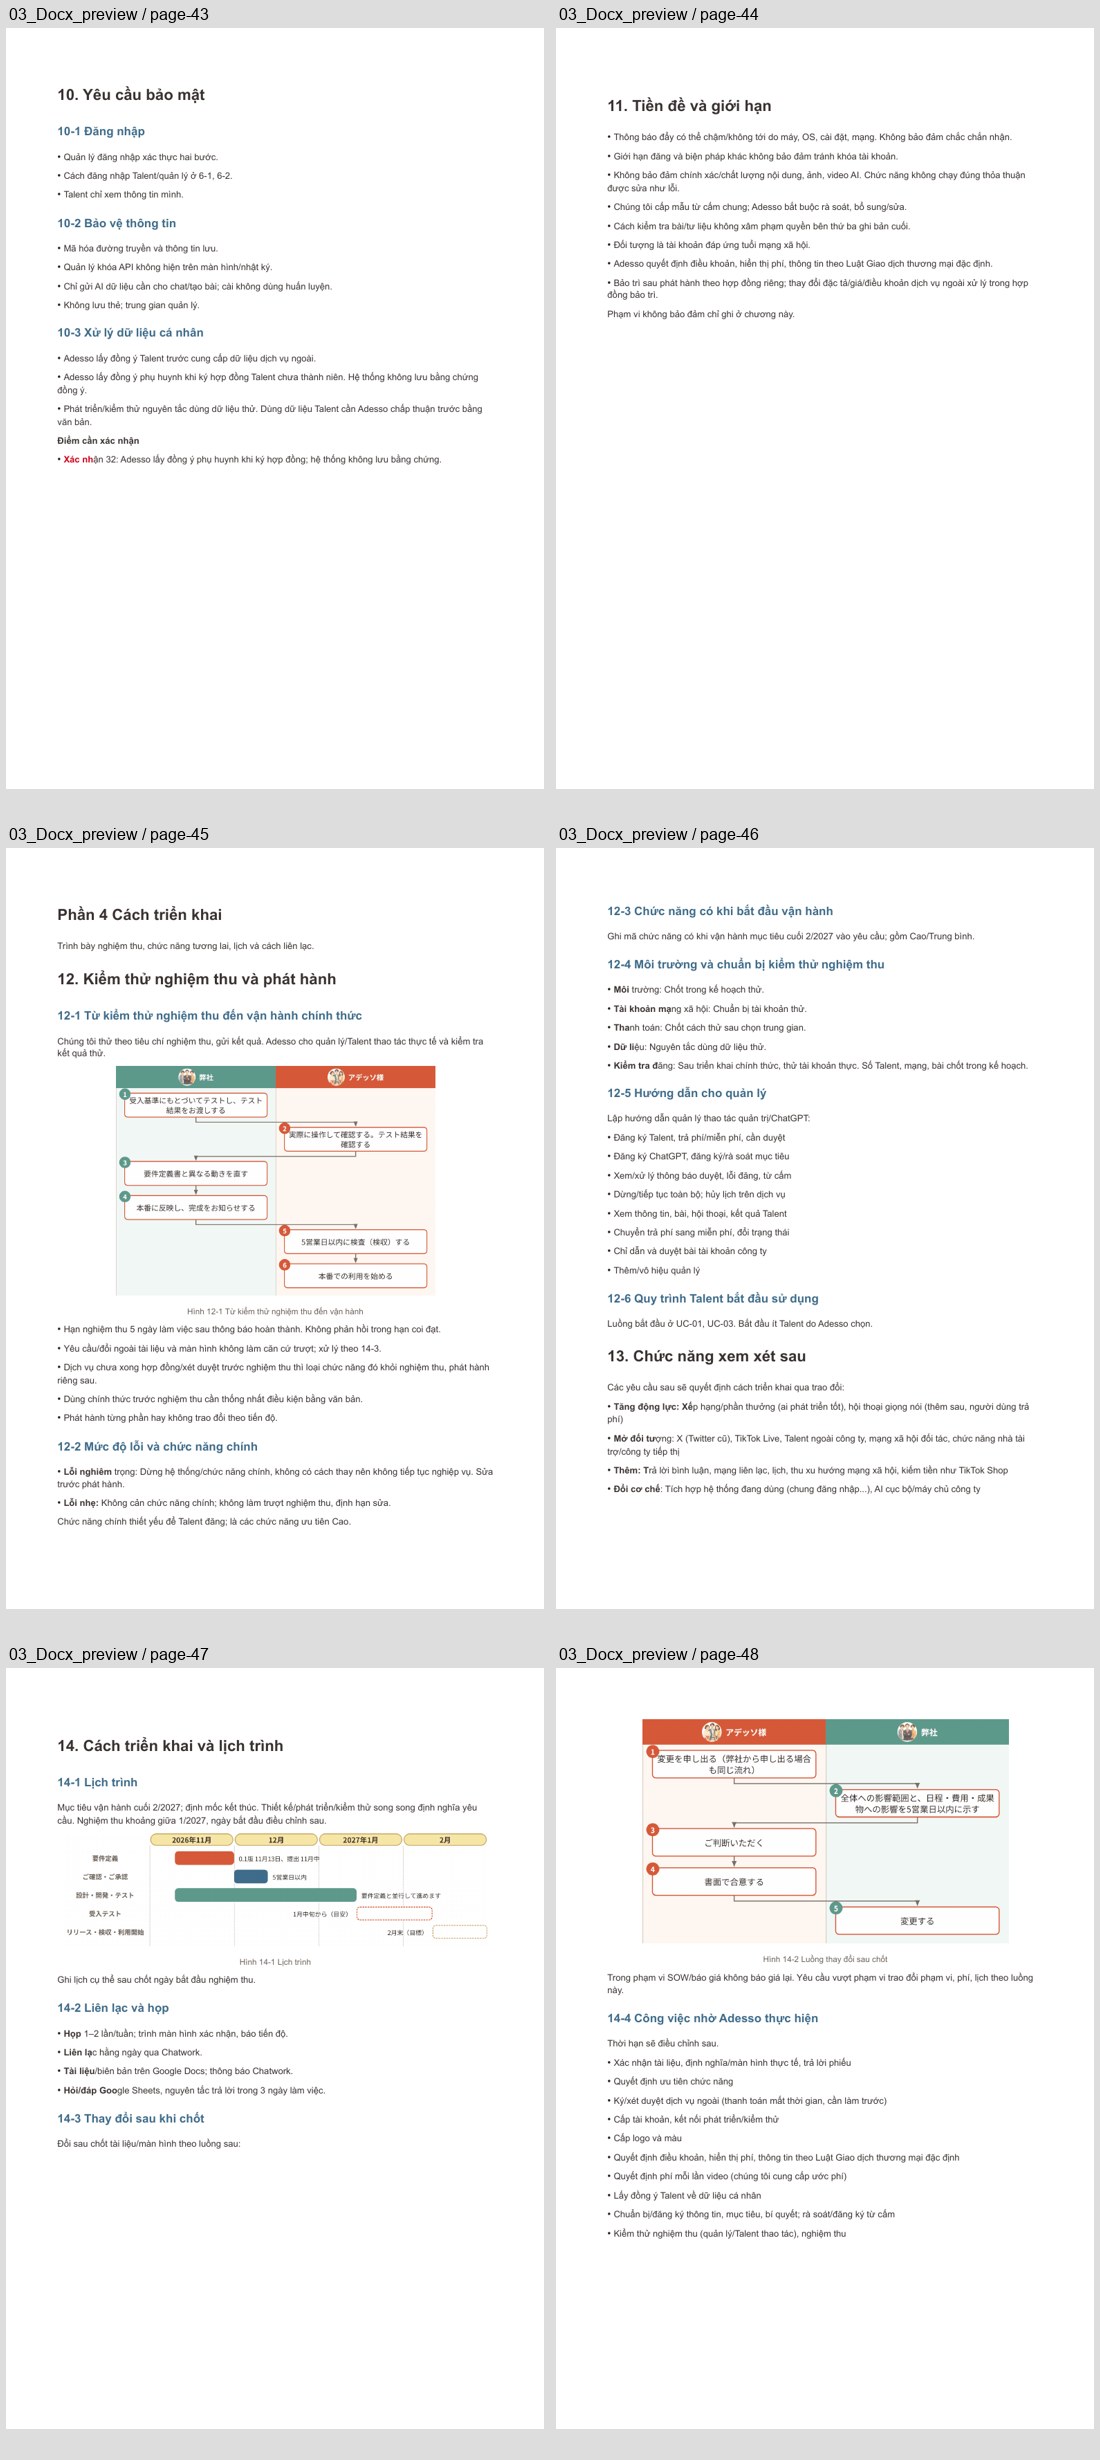 03_Docx_preview / page-43
10. Yêu cầu bảo mật
10-1 Đăng nhập
• Quản lý đăng nhập xác thực hai bước.
• Cách đăng nhập Talent/quản lý ở 6-1, 6-2.
• Talent chỉ xem thông tin mình.
10-2 Bảo vệ thông tin
• Mã hóa đường truyền và thông tin lưu.
• Quản lý khóa API không hiện trên màn hình/nhật ký.
• Chỉ gửi AI dữ liệu cần cho chat/tạo bài; cài không dùng huấn luyện.
• Không lưu thẻ; trung gian quản lý.
10-3 Xử lý dữ liệu cá nhân
• Adesso lấy đồng ý Talent trước cung cấp dữ liệu dịch vụ ngoài.
• Adesso lấy đồng ý phụ huynh khi ký hợp đồng Talent chưa thành niên. Hệ thống không lưu bằng chứng
đồng ý.
• Phát triển/kiểm thử nguyên tắc dùng dữ liệu thử. Dùng dữ liệu Talent cần Adesso chấp thuận trước bằng
văn bản.
Điểm cần xác nhận
• Xác nhận 32: Adesso lấy đồng ý phụ huynh khi ký hợp đồng; hệ thống không lưu bằng chứng.
03_Docx_preview / page-44
11. Tiền đề và giới hạn
• Thông báo đẩy có thể chậm/không tới do máy, OS, cài đặt, mạng. Không bảo đảm chắc chắn nhận.
• Giới hạn đăng và biện pháp khác không bảo đảm tránh khóa tài khoản.
• Không bảo đảm chính xác/chất lượng nội dung, ảnh, video AI. Chức năng không chạy đúng thỏa thuận
được sửa như lỗi.
• Chúng tôi cấp mẫu từ cấm chung; Adesso bắt buộc rà soát, bổ sung/sửa.
• Cách kiểm tra bài/tư liệu không xâm phạm quyền bên thứ ba ghi bản cuối.
• Đối tượng là tài khoản đáp ứng tuổi mạng xã hội.
• Adesso quyết định điều khoản, hiển thị phí, thông tin theo Luật Giao dịch thương mại đặc định.
• Bảo trì sau phát hành theo hợp đồng riêng; thay đổi đặc tả/giá/điều khoản dịch vụ ngoài xử lý trong hợp
đồng bảo trì.
Phạm vi không bảo đảm chỉ ghi ở chương này.
03_Docx_preview / page-45
Phần 4 Cách triển khai
Trình bày nghiệm thu, chức năng tương lai, lịch và cách liên lạc.
12. Kiểm thử nghiệm thu và phát hành
12-1 Từ kiểm thử nghiệm thu đến vận hành chính thức
Chúng tôi thử theo tiêu chí nghiệm thu, gửi kết quả. Adesso cho quản lý/Talent thao tác thực tế và kiểm tra
kết quả thử.
弊社
アデッソ様
1
受入基準にもとづいてテストし、テスト
結果をお渡しする
2
実際に操作して確認する。テスト結果を
確認する
3
要件定義書と異なる動きを直す
4
本番に反映し、完成をお知らせする
5
5営業日以内に検査（検収）する
6
本番での利用を始める
Hình 12-1 Từ kiểm thử nghiệm thu đến vận hành
• Hạn nghiệm thu 5 ngày làm việc sau thông báo hoàn thành. Không phản hồi trong hạn coi đạt.
• Yêu cầu/đổi ngoài tài liệu và màn hình không làm căn cứ trượt; xử lý theo 14-3.
• Dịch vụ chưa xong hợp đồng/xét duyệt trước nghiệm thu thì loại chức năng đó khỏi nghiệm thu, phát hành
riêng sau.
• Dùng chính thức trước nghiệm thu cần thống nhất điều kiện bằng văn bản.
• Phát hành từng phần hay không trao đổi theo tiến độ.
12-2 Mức độ lỗi và chức năng chính
• Lỗi nghiêm trọng: Dừng hệ thống/chức năng chính, không có cách thay nên không tiếp tục nghiệp vụ. Sửa
trước phát hành.
• Lỗi nhẹ: Không cản chức năng chính; không làm trượt nghiệm thu, định hạn sửa.
Chức năng chính thiết yếu để Talent đăng; là các chức năng ưu tiên Cao.
03_Docx_preview / page-46
12-3 Chức năng có khi bắt đầu vận hành
Ghi mã chức năng có khi vận hành mục tiêu cuối 2/2027 vào yêu cầu; gồm Cao/Trung bình.
12-4 Môi trường và chuẩn bị kiểm thử nghiệm thu
• Môi trường: Chốt trong kế hoạch thử.
• Tài khoản mạng xã hội: Chuẩn bị tài khoản thử.
• Thanh toán: Chốt cách thử sau chọn trung gian.
• Dữ liệu: Nguyên tắc dùng dữ liệu thử.
• Kiểm tra đăng: Sau triển khai chính thức, thử tài khoản thực. Số Talent, mạng, bài chốt trong kế hoạch.
12-5 Hướng dẫn cho quản lý
Lập hướng dẫn quản lý thao tác quản trị/ChatGPT:
• Đăng ký Talent, trả phí/miễn phí, cần duyệt
• Đăng ký ChatGPT, đăng ký/rà soát mục tiêu
• Xem/xử lý thông báo duyệt, lỗi đăng, từ cấm
• Dừng/tiếp tục toàn bộ; hủy lịch trên dịch vụ
• Xem thông tin, bài, hội thoại, kết quả Talent
• Chuyển trả phí sang miễn phí, đổi trạng thái
• Chỉ dẫn và duyệt bài tài khoản công ty
• Thêm/vô hiệu quản lý
12-6 Quy trình Talent bắt đầu sử dụng
Luồng bắt đầu ở UC-01, UC-03. Bắt đầu ít Talent do Adesso chọn.
13. Chức năng xem xét sau
Các yêu cầu sau sẽ quyết định cách triển khai qua trao đổi:
• Tăng động lực: Xếp hạng/phần thưởng (ai phát triển tốt), hội thoại giọng nói (thêm sau, người dùng trả
phí)
• Mở đối tượng: X (Twitter cũ), TikTok Live, Talent ngoài công ty, mạng xã hội đối tác, chức năng nhà tài
trợ/công ty tiếp thị
• Thêm: Trả lời bình luận, mạng liên lạc, lịch, thu xu hướng mạng xã hội, kiếm tiền như TikTok Shop
• Đổi cơ chế: Tích hợp hệ thống đang dùng (chung đăng nhập...), AI cục bộ/máy chủ công ty
03_Docx_preview / page-47
14. Cách triển khai và lịch trình
14-1 Lịch trình
Mục tiêu vận hành cuối 2/2027; định mốc kết thúc. Thiết kế/phát triển/kiểm thử song song định nghĩa yêu
cầu. Nghiệm thu khoảng giữa 1/2027, ngày bắt đầu điều chỉnh sau.
2026年11月
12月
2027年1月
2月
要件定義
0.1版 11月13日、提出 11月中
ご確認・ご承認
5営業日以内
設計・開発・テスト
要件定義と並行して進めます
受入テスト
1月中旬から（目安）
リリース・検収・利用開始
2月末（目標）
Hình 14-1 Lịch trình
Ghi lịch cụ thể sau chốt ngày bắt đầu nghiệm thu.
14-2 Liên lạc và họp
• Họp 1–2 lần/tuần; trình màn hình xác nhận, báo tiến độ.
• Liên lạc hằng ngày qua Chatwork.
• Tài liệu/biên bản trên Google Docs; thông báo Chatwork.
• Hỏi/đáp Google Sheets, nguyên tắc trả lời trong 3 ngày làm việc.
14-3 Thay đổi sau khi chốt
Đổi sau chốt tài liệu/màn hình theo luồng sau:
03_Docx_preview / page-48
アデッソ様
弊社
1
変更を申し出る（弊社から申し出る場合
も同じ流れ）
2
全体への影響範囲と、日程・費用・成果
物への影響を5営業日以内に示す
3
ご判断いただく
4
書面で合意する
5
変更する
Hình 14-2 Luồng thay đổi sau chốt
Trong phạm vi SOW/báo giá không báo giá lại. Yêu cầu vượt phạm vi trao đổi phạm vi, phí, lịch theo luồng
này.
14-4 Công việc nhờ Adesso thực hiện
Thời hạn sẽ điều chỉnh sau.
• Xác nhận tài liệu, định nghĩa/màn hình thực tế, trả lời phiếu
• Quyết định ưu tiên chức năng
• Ký/xét duyệt dịch vụ ngoài (thanh toán mất thời gian, cần làm trước)
• Cấp tài khoản, kết nối phát triển/kiểm thử
• Cấp logo và màu
• Quyết định điều khoản, hiển thị phí, thông tin theo Luật Giao dịch thương mại đặc định
• Quyết định phí mỗi lần video (chúng tôi cung cấp ước phí)
• Lấy đồng ý Talent về dữ liệu cá nhân
• Chuẩn bị/đăng ký thông tin, mục tiêu, bí quyết; rà soát/đăng ký từ cấm
• Kiểm thử nghiệm thu (quản lý/Talent thao tác), nghiệm thu